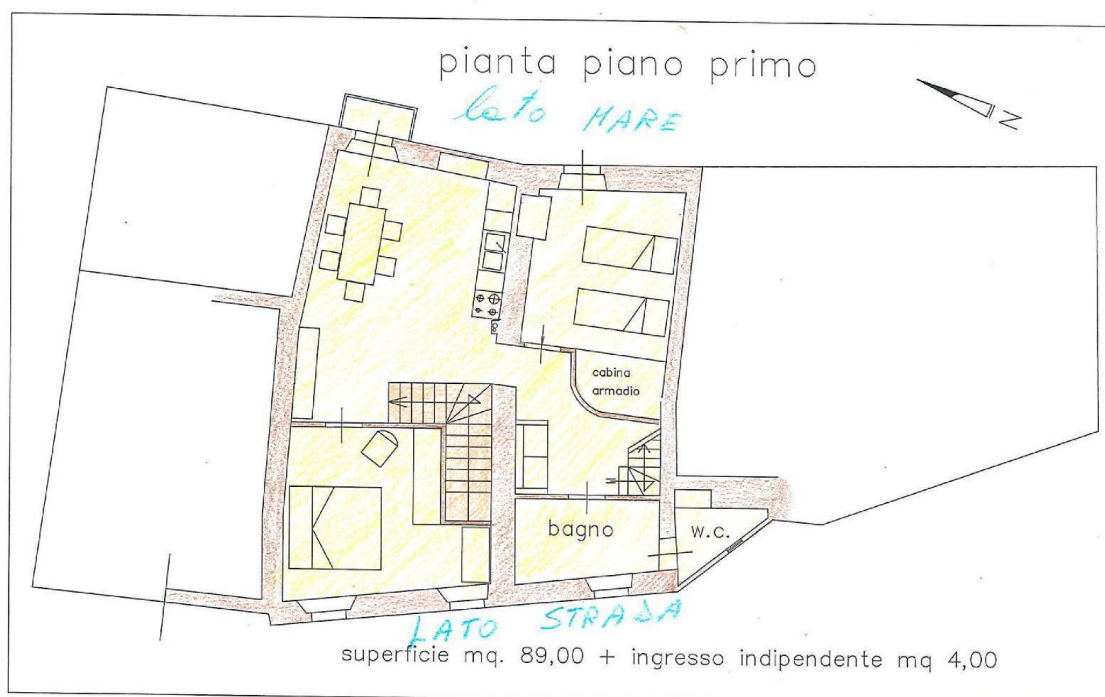 pianta piano primo
lato MARE
N
cabina
armadio
bagno
W.C.
LATO STRADA
superficie mq. 89,00 + ingresso indipendente mq 4,00